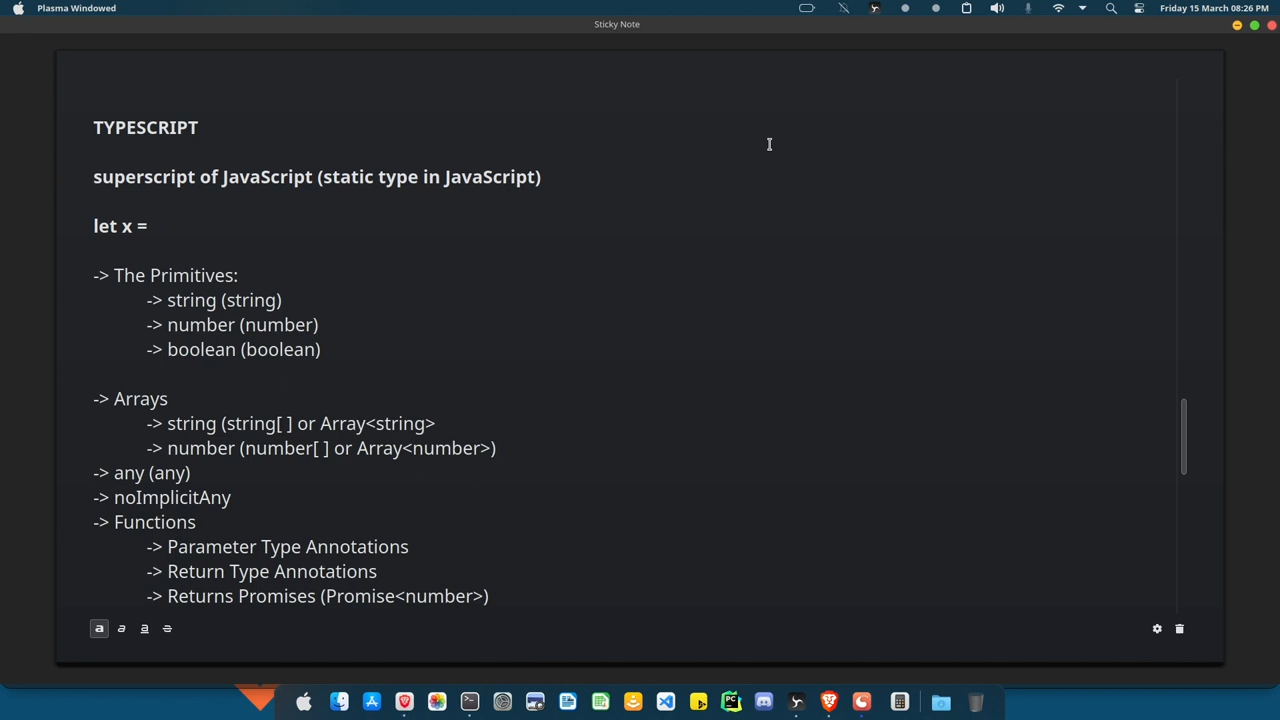 Plasma Windowed
Friday 15 March 08:26 PM
Sticky Note
TYPESCRIPT
superscript of JavaScript (static type in JavaScript)
let x =
-> The Primitives:
-> string (string)
-> number (number)
-> boolean (boolean)
-> Arrays
-> string (string[ ] or Array<string>
-> number (number[ ] or Array<number>)
-> any (any)
-> noImplicitAny
-> Functions
-> Parameter Type Annotations
-> Return Type Annotations
-> Returns Promises (Promise<number>)
a a a